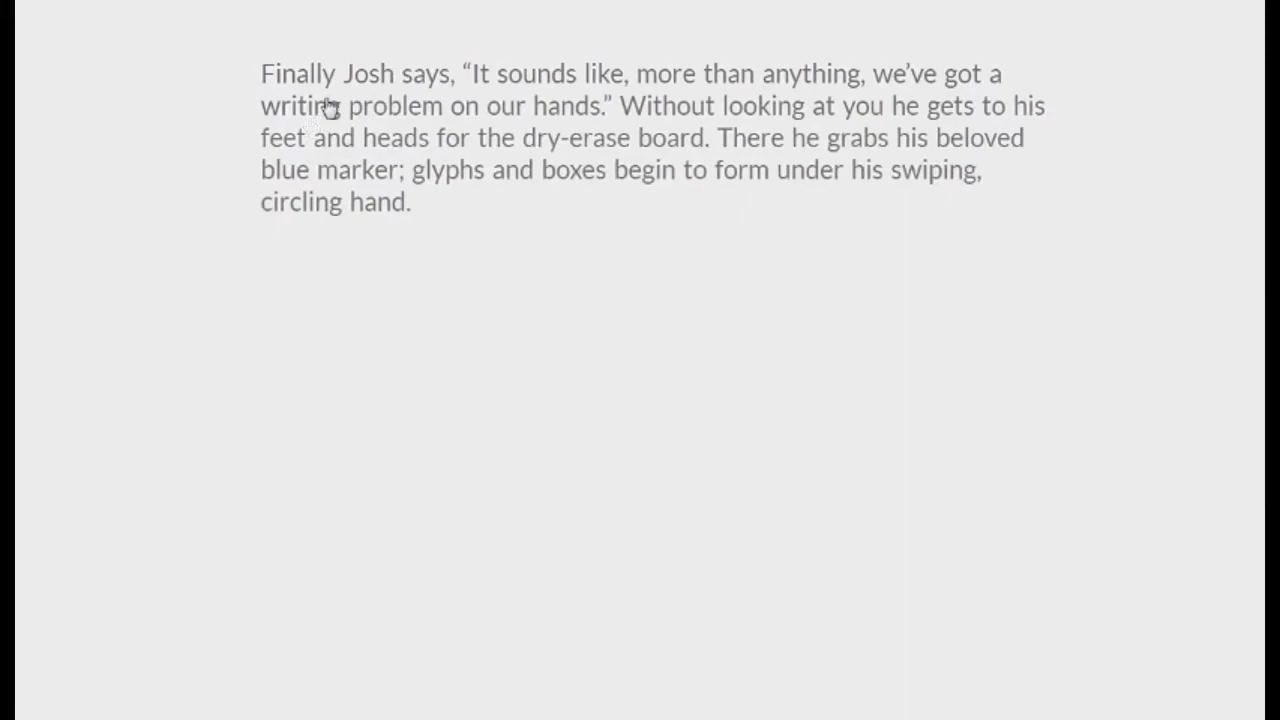 Finally Josh says, “It sounds like, more than anything, we’ve got a
writing problem on our hands.” Without looking at you he gets to his
feet and heads for the dry-erase board. There he grabs his beloved
blue marker; glyphs and boxes begin to form under his swiping,
circling hand.